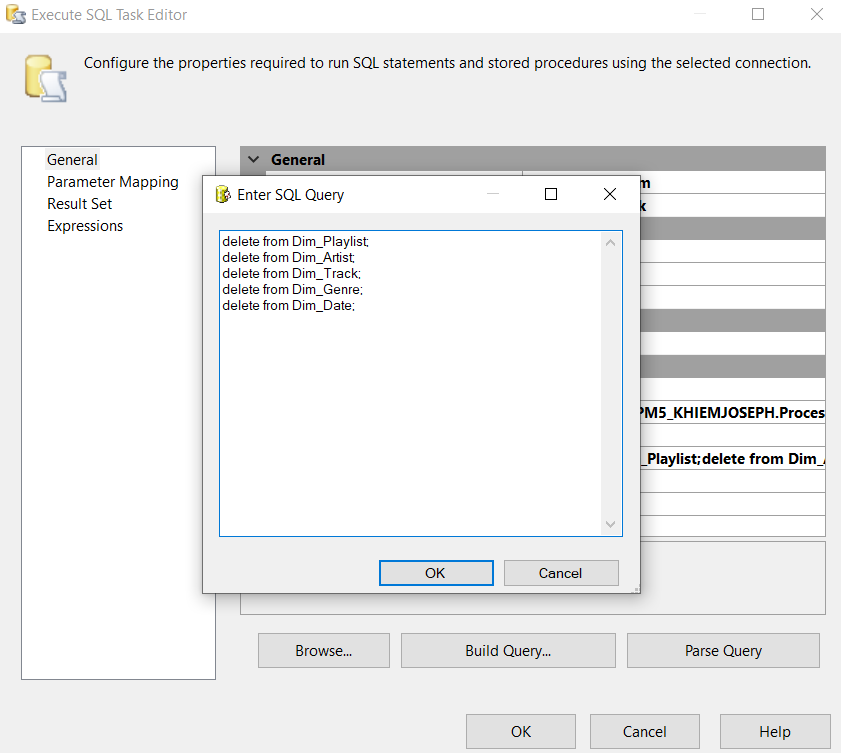 Execute SQL Task Editor
Configure the properties required to run SQL statements and stored procedures using the selected connection.
General
Parameter Mapping
Result Set
Expressions
General
Enter SQL Query
delete from Dim_Playlist;
delete from Dim_Artist;
delete from Dim_Track;
delete from Dim_Genre;
delete from Dim_Date;
OK
Cancel
PM5_KHIEMJOSEPH.Proces
_Playlist;delete from Dim_
Browse...
Build Query...
Parse Query
OK
Cancel
Help